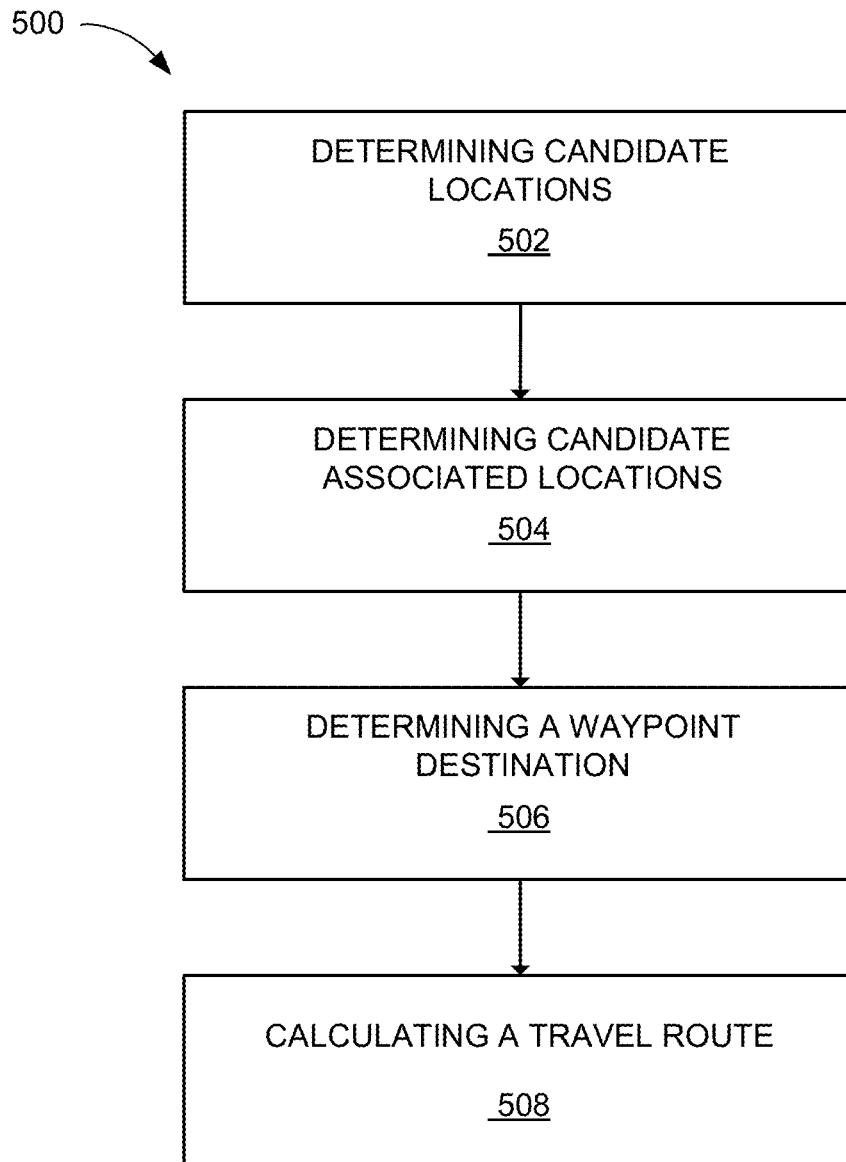 500
DETERMINING CANDIDATE
LOCATIONS
502
DETERMINING CANDIDATE
ASSOCIATED LOCATIONS
504
DETERMINING A WAYPOINT
DESTINATION
506
CALCULATING A TRAVEL ROUTE
508